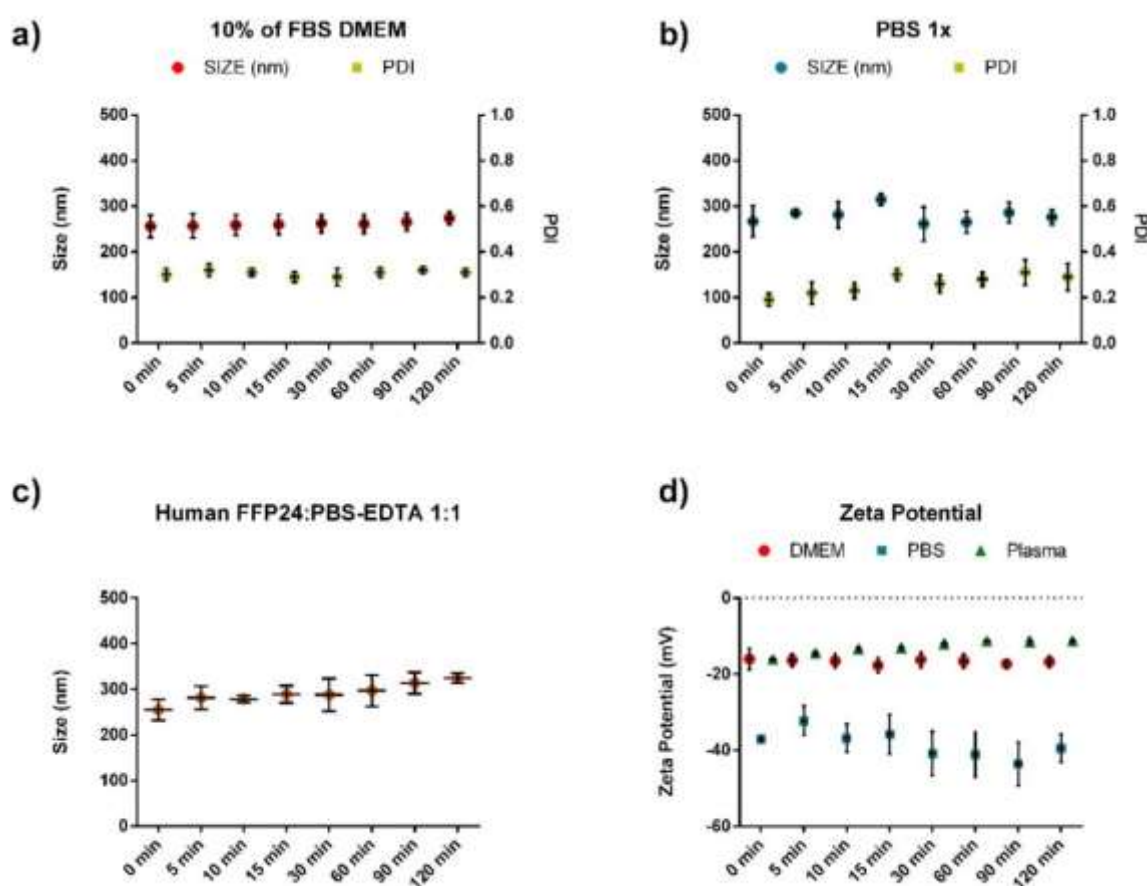 a)
10% of FBS DMEM
SIZE (nm) PDI
500
400
300
200
100
0
Size (nm)
1.0
0.8
0.6
0.4
0.2
0.0
PDI
0 min 5 min 10 min 15 min 30 min 60 min 90 min 120 min
b)
PBS 1x
SIZE (nm) PDI
500
400
300
200
100
0
Size (nm)
1.0
0.8
0.6
0.4
0.2
0.0
PDI
0 min 5 min 10 min 15 min 30 min 60 min 90 min 120 min
c)
Human FFP24:PBS-EDTA 1:1
500
400
300
200
100
0
Size (nm)
0 min 5 min 10 min 15 min 30 min 60 min 90 min 120 min
d)
Zeta Potential
DMEM PBS Plasma
0
-20
-40
-60
Zeta Potential (mV)
0 min 5 min 10 min 15 min 30 min 60 min 90 min 120 min